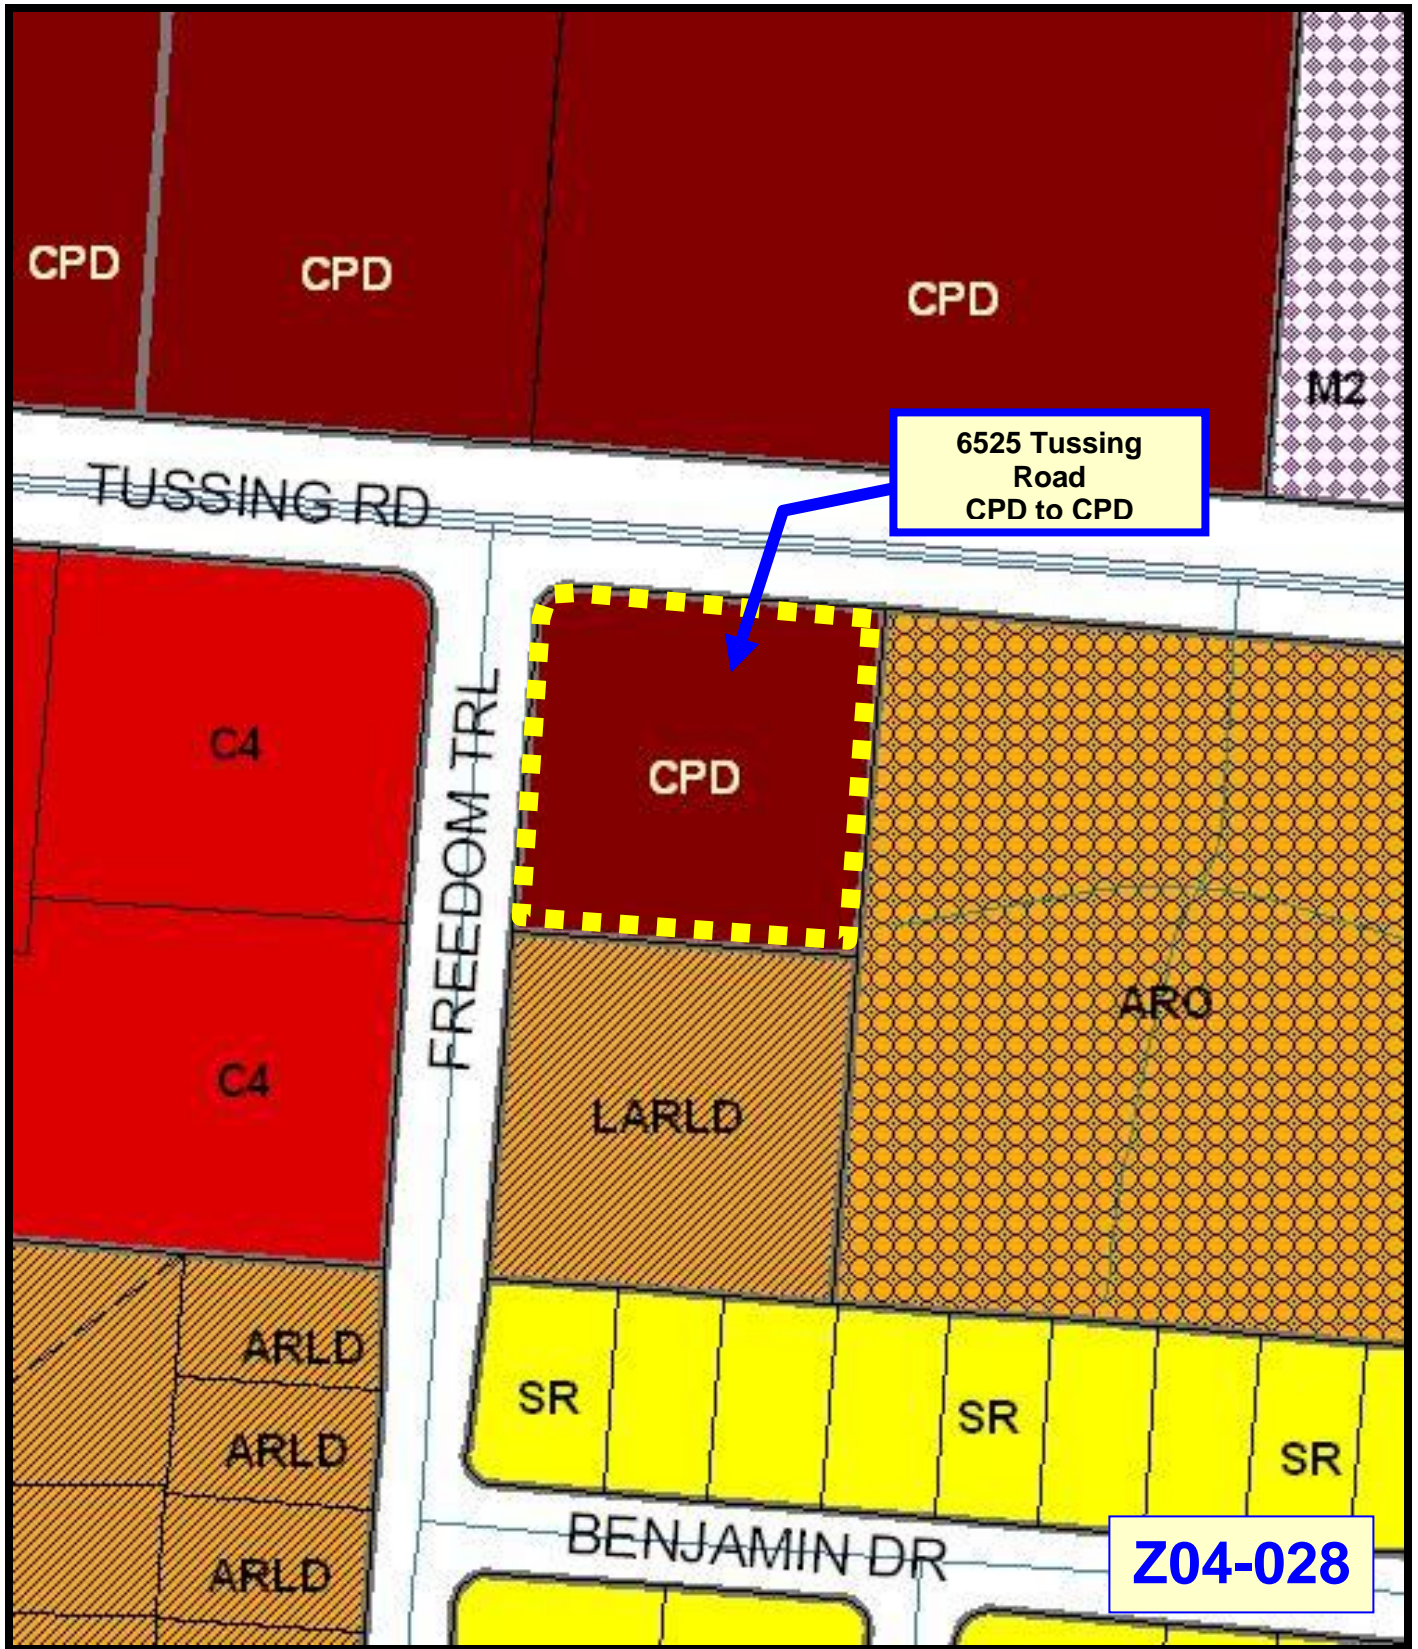 CPD
CPD
CPD
M2
6525 Tussing
Road
CPD to CPD
TUSSING RD
C4
FREEDOM TRL
CPD
ARO
C4
LARLD
ARLD
SR
SR
ARLD
SR
BENJAMIN DR
ARLD
Z04-028